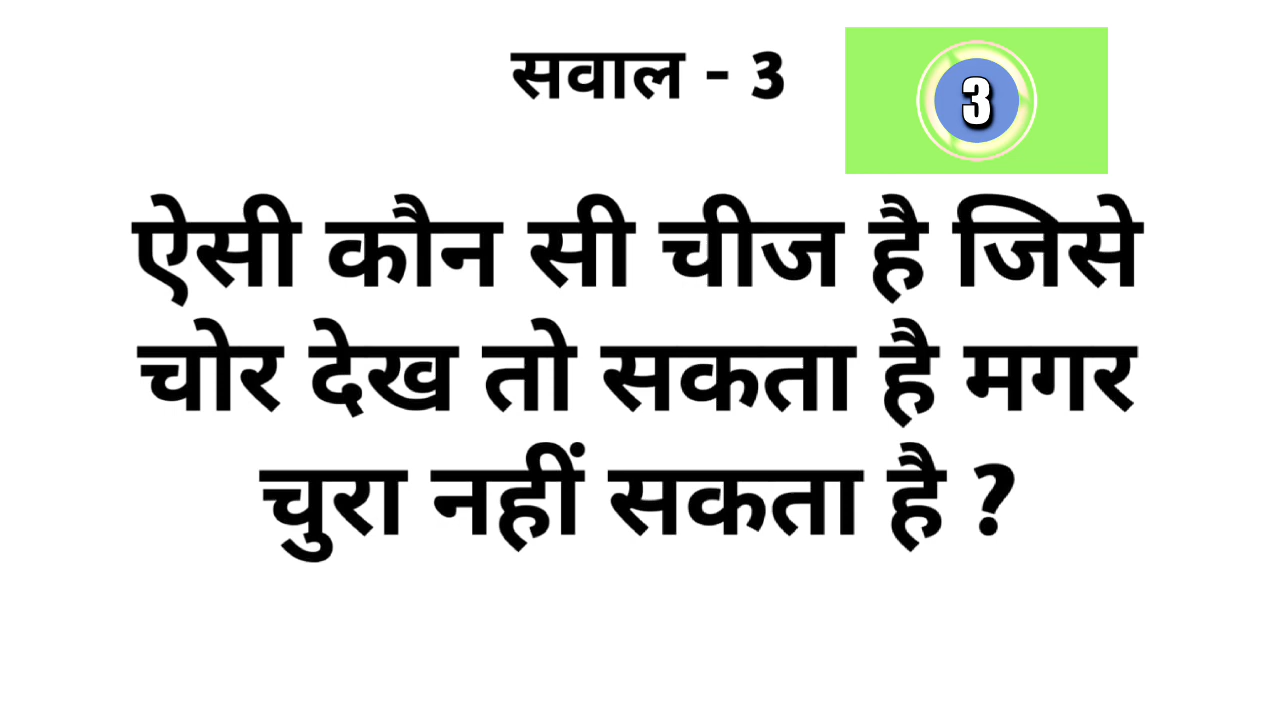 सवाल - 3
3
ऐसी कौन सी चीज है जिसे
चोर देख तो सकता है मगर
चुरा नहीं सकता है ?